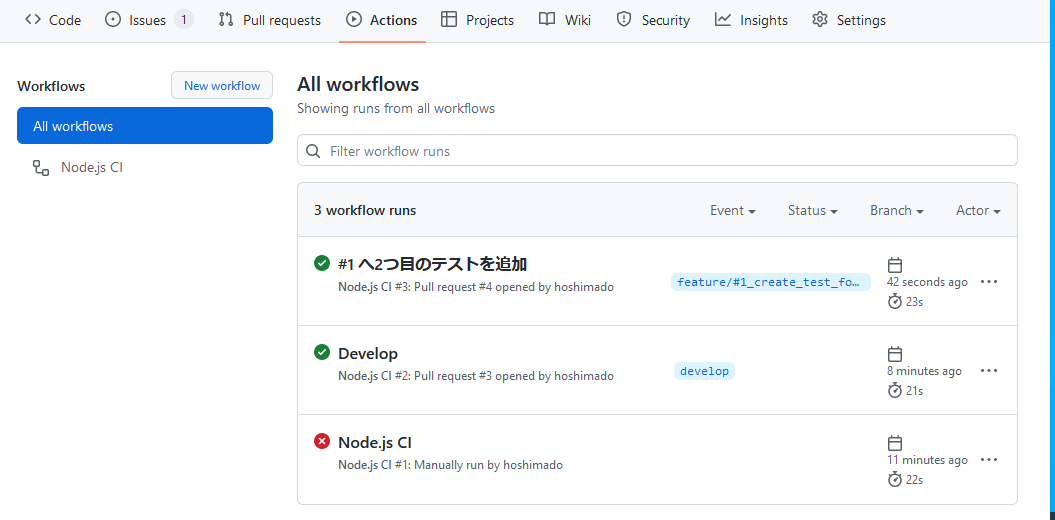 Code Issues 1 Pull requests Actions Projects Wiki Security Insights Settings
Workflows
New workflow
All workflows
Node.js CI
All workflows
Showing runs from all workflows
Filter workflow runs
3 workflow runs Event Status Branch Actor
#1 へ2つ目のテストを追加
Node.js CI #3: Pull request #4 opened by hoshimado
feature/#1_create_test_fo…
42 seconds ago
23s
Develop
Node.js CI #2: Pull request #3 opened by hoshimado
develop
8 minutes ago
21s
Node.js CI
Node.js CI #1: Manually run by hoshimado
11 minutes ago
22s